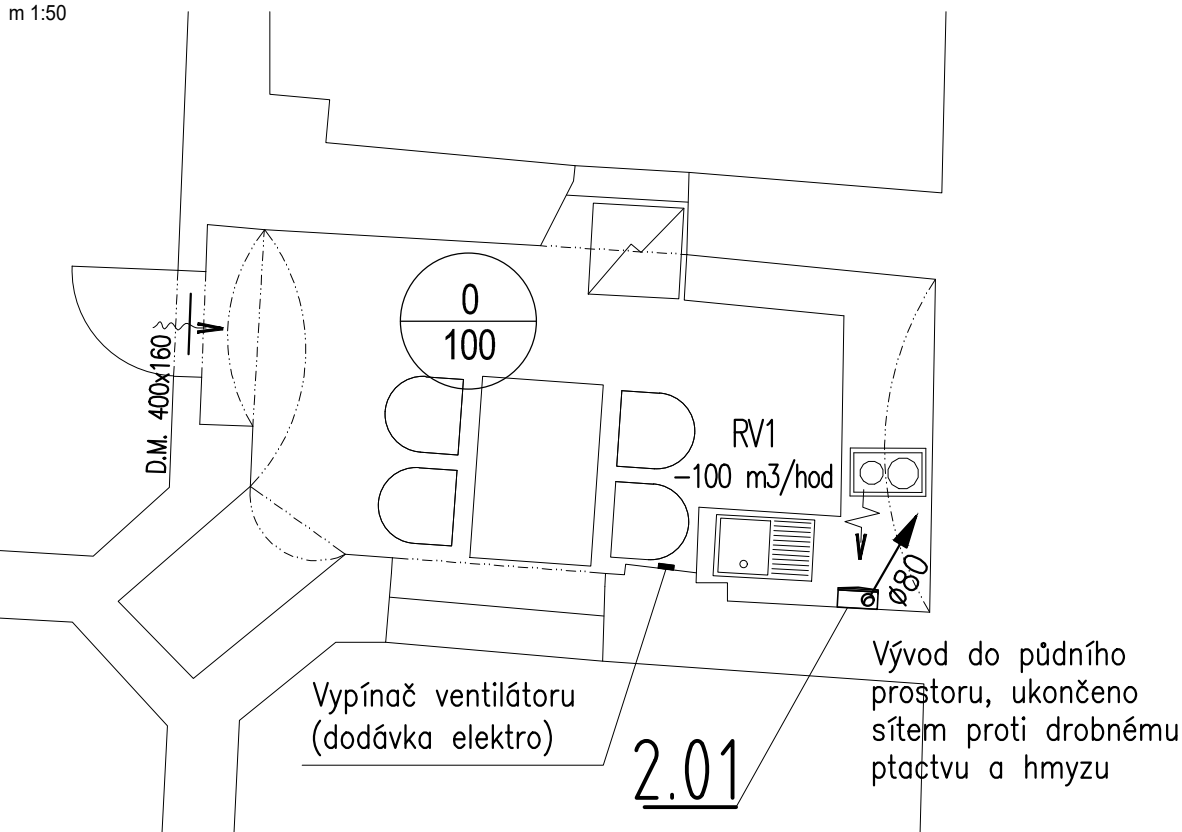 m 1:50
0
100
D.M. 400x160
RV1
-100 m3/hod
ø80
Vývod do půdního
prostoru, ukončeno
sítem proti drobnému
ptactvu a hmyzu
Vypínač ventilátoru
(dodávka elektro)
2.01